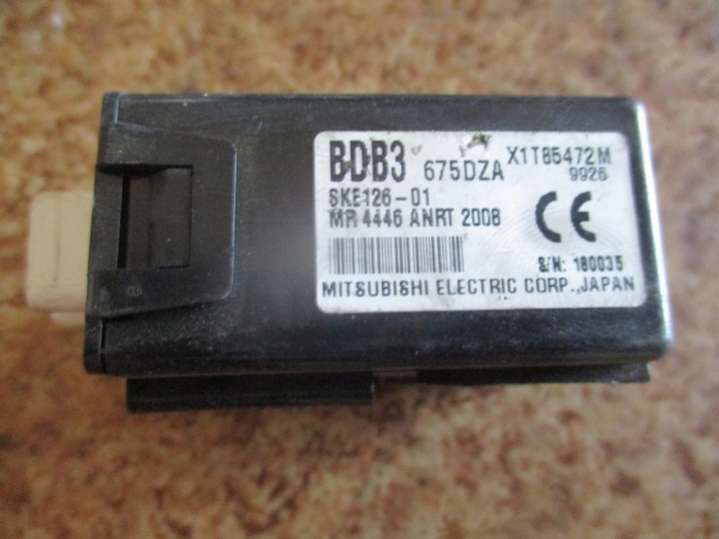 BDB3 675DZA X1T85472M
9926
SKE126-01
MR 4446 ANRT 2008
CE
S/N: 180035
MITSUBISHI ELECTRIC CORP.,JAPAN